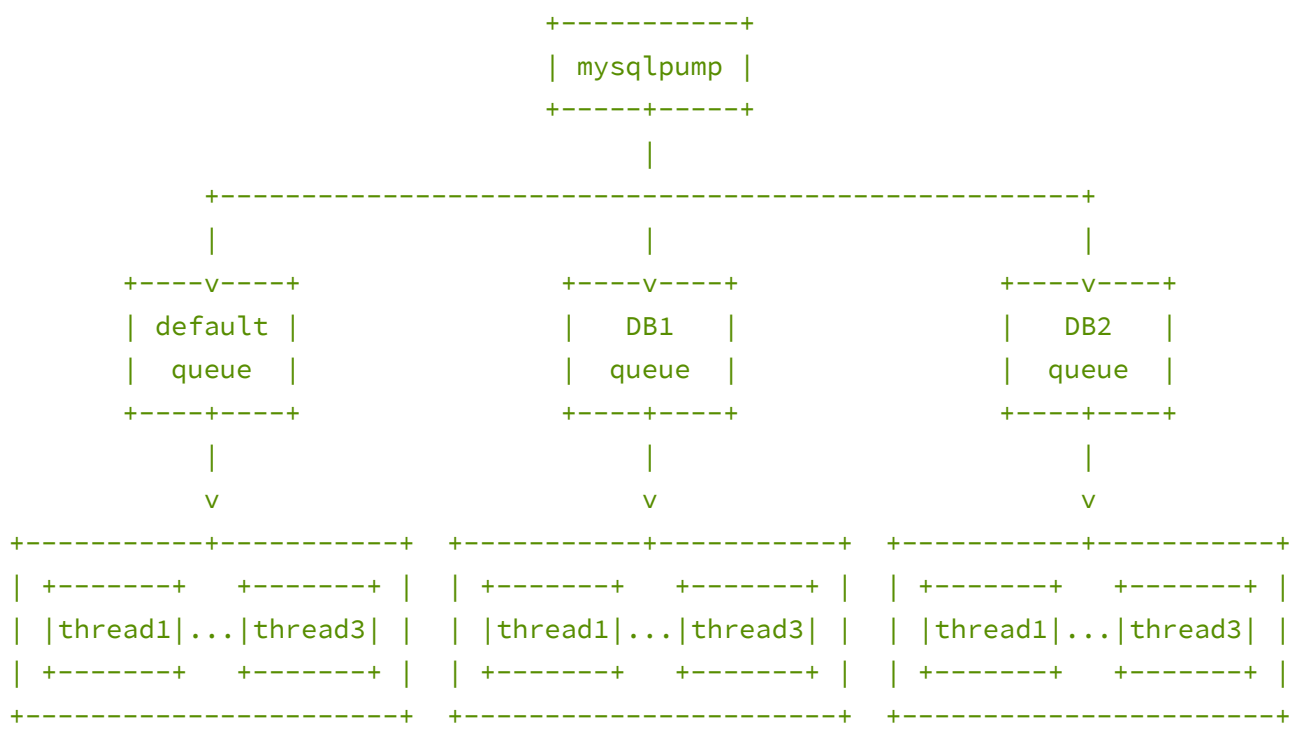 +-----------+
                                 | mysqlpump |
                                 +-----+-----+
                                       |
            +-----------------------------------------------------+
            |                          |                          |
       +----v----+                +----v----+                +----v----+
       | default |                |   DB1   |                |   DB2   |
       |  queue  |                |  queue  |                |  queue  |
       +----+----+                +----+----+                +----+----+
            |                          |                          |
            v                          v                          v
+------------+-----------+ +-----------+------------+ +-----------+------------+
| +-------+   +-------+ | | +-------+   +-------+ | | +-------+   +-------+ |
| |thread1|...|thread3| | | |thread1|...|thread3| | | |thread1|...|thread3| |
| +-------+   +-------+ | | +-------+   +-------+ | | +-------+   +-------+ |
+-----------------------+ +-----------------------+ +-----------------------+